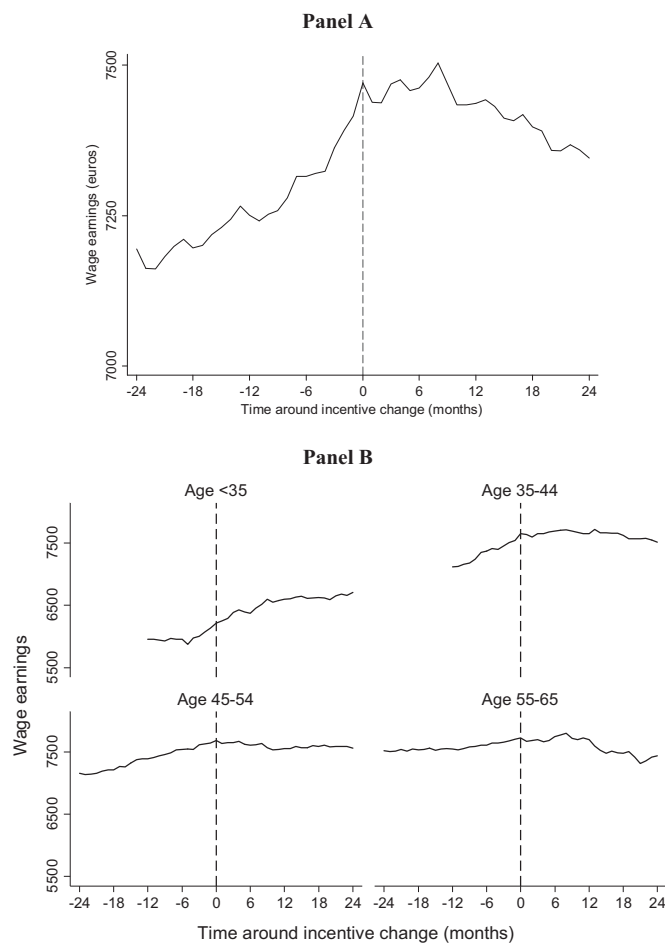 Panel A
Wage earnings (euros)
7500
7250
7000
-24 -18 -12 -6 0 6 12 18 24
Time around incentive change (months)
Panel B
Wage earnings
Age <35 Age 35-44
7500
6500
5500
Age 45-54 Age 55-65
7500
6500
5500
-24 -18 -12 -6 0 6 12 18 24 -24 -18 -12 -6 0 6 12 18 24
Time around incentive change (months)